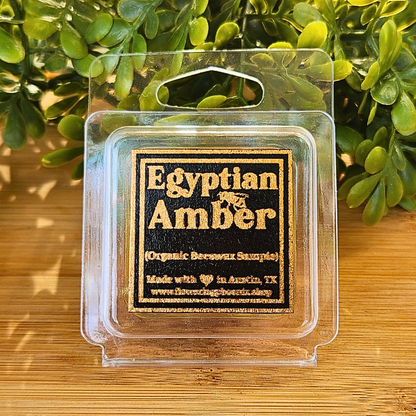 Egyptian
Amber
(Organic Beeswax Sample)
Made with ♥ in Austin, TX